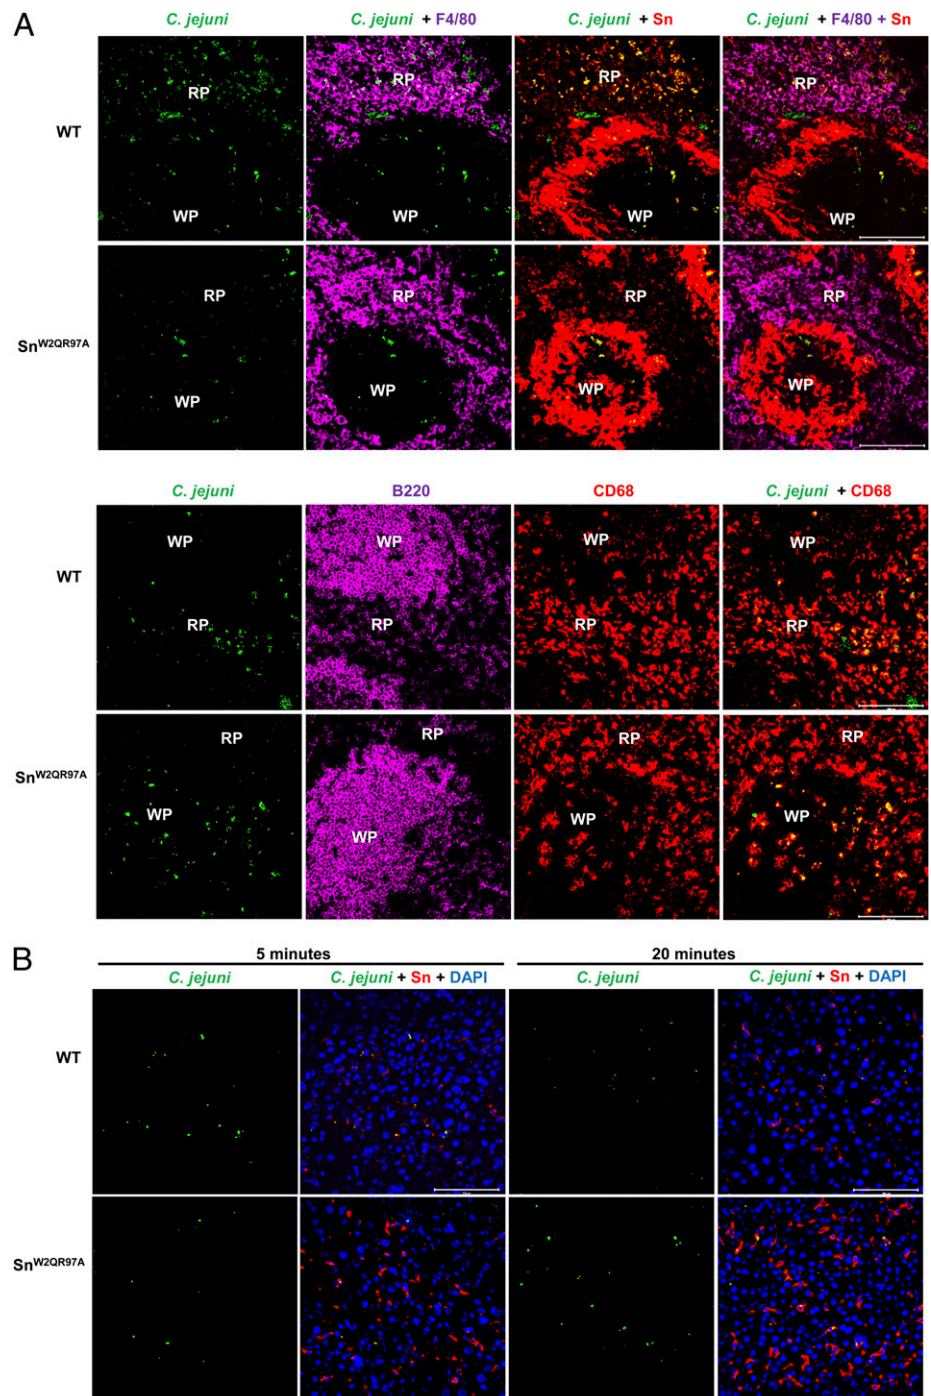 A
C. jejuni C. jejuni + F4/80 C. jejuni + Sn C. jejuni + F4/80 + Sn
WT
RP RP RP RP
WP WP WP WP
Sn^W2QR97A
RP RP RP RP
WP WP WP WP
C. jejuni B220 CD68 C. jejuni + CD68
WT
WP WP WP WP
RP RP RP RP
Sn^W2QR97A
RP RP RP RP
WP WP WP WP
B
5 minutes 20 minutes
C. jejuni C. jejuni + Sn + DAPI C. jejuni C. jejuni + Sn + DAPI
WT
Sn^W2QR97A